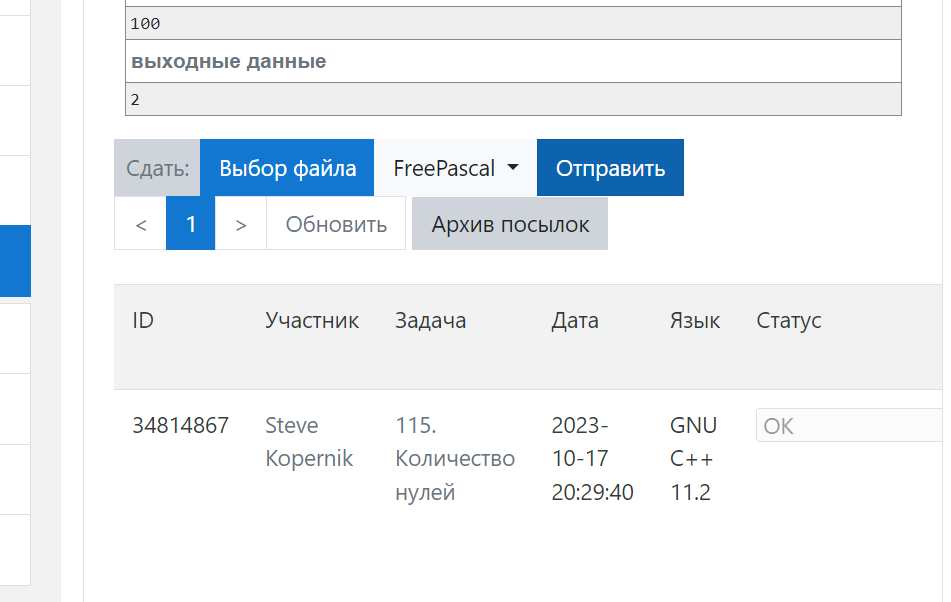 100
выходные данные
2
Сдать: Выбор файла FreePascal Отправить
< 1 > Обновить Архив посылок
ID Участник Задача Дата Язык Статус
34814867 Steve 115. 2023- GNU OK
Kopernik Количество 10-17 C++
нулей 20:29:40 11.2